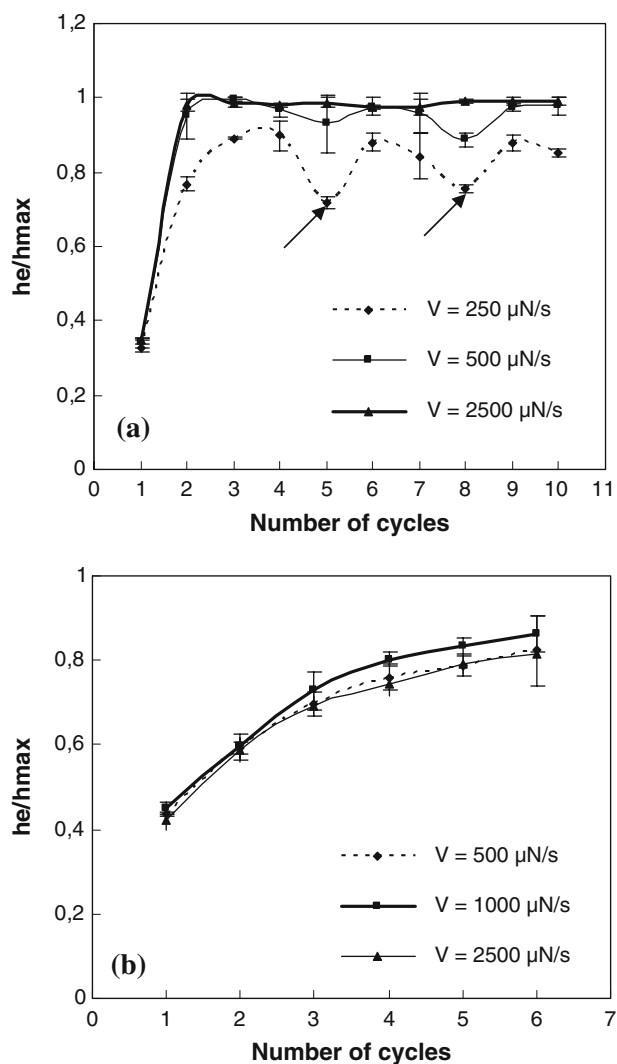 1,2
1
0,8
0,6
0,4
0,2
0
he/hmax
V = 250 µN/s
V = 500 µN/s
V = 2500 µN/s
(a)
0 1 2 3 4 5 6 7 8 9 10 11
Number of cycles
1
0,8
0,6
0,4
0,2
0
he/hmax
V = 500 µN/s
V = 1000 µN/s
V = 2500 µN/s
(b)
0 1 2 3 4 5 6 7
Number of cycles